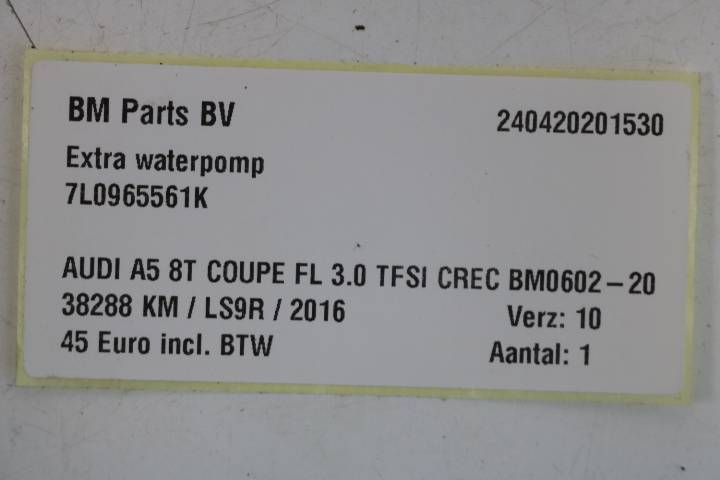 BM Parts BV 240420201530
Extra waterpomp
7L0965561K
AUDI A5 8T COUPE FL 3.0 TFSI CREC BM0602-20
38288 KM / LS9R / 2016 Verz: 10
45 Euro incl. BTW Aantal: 1